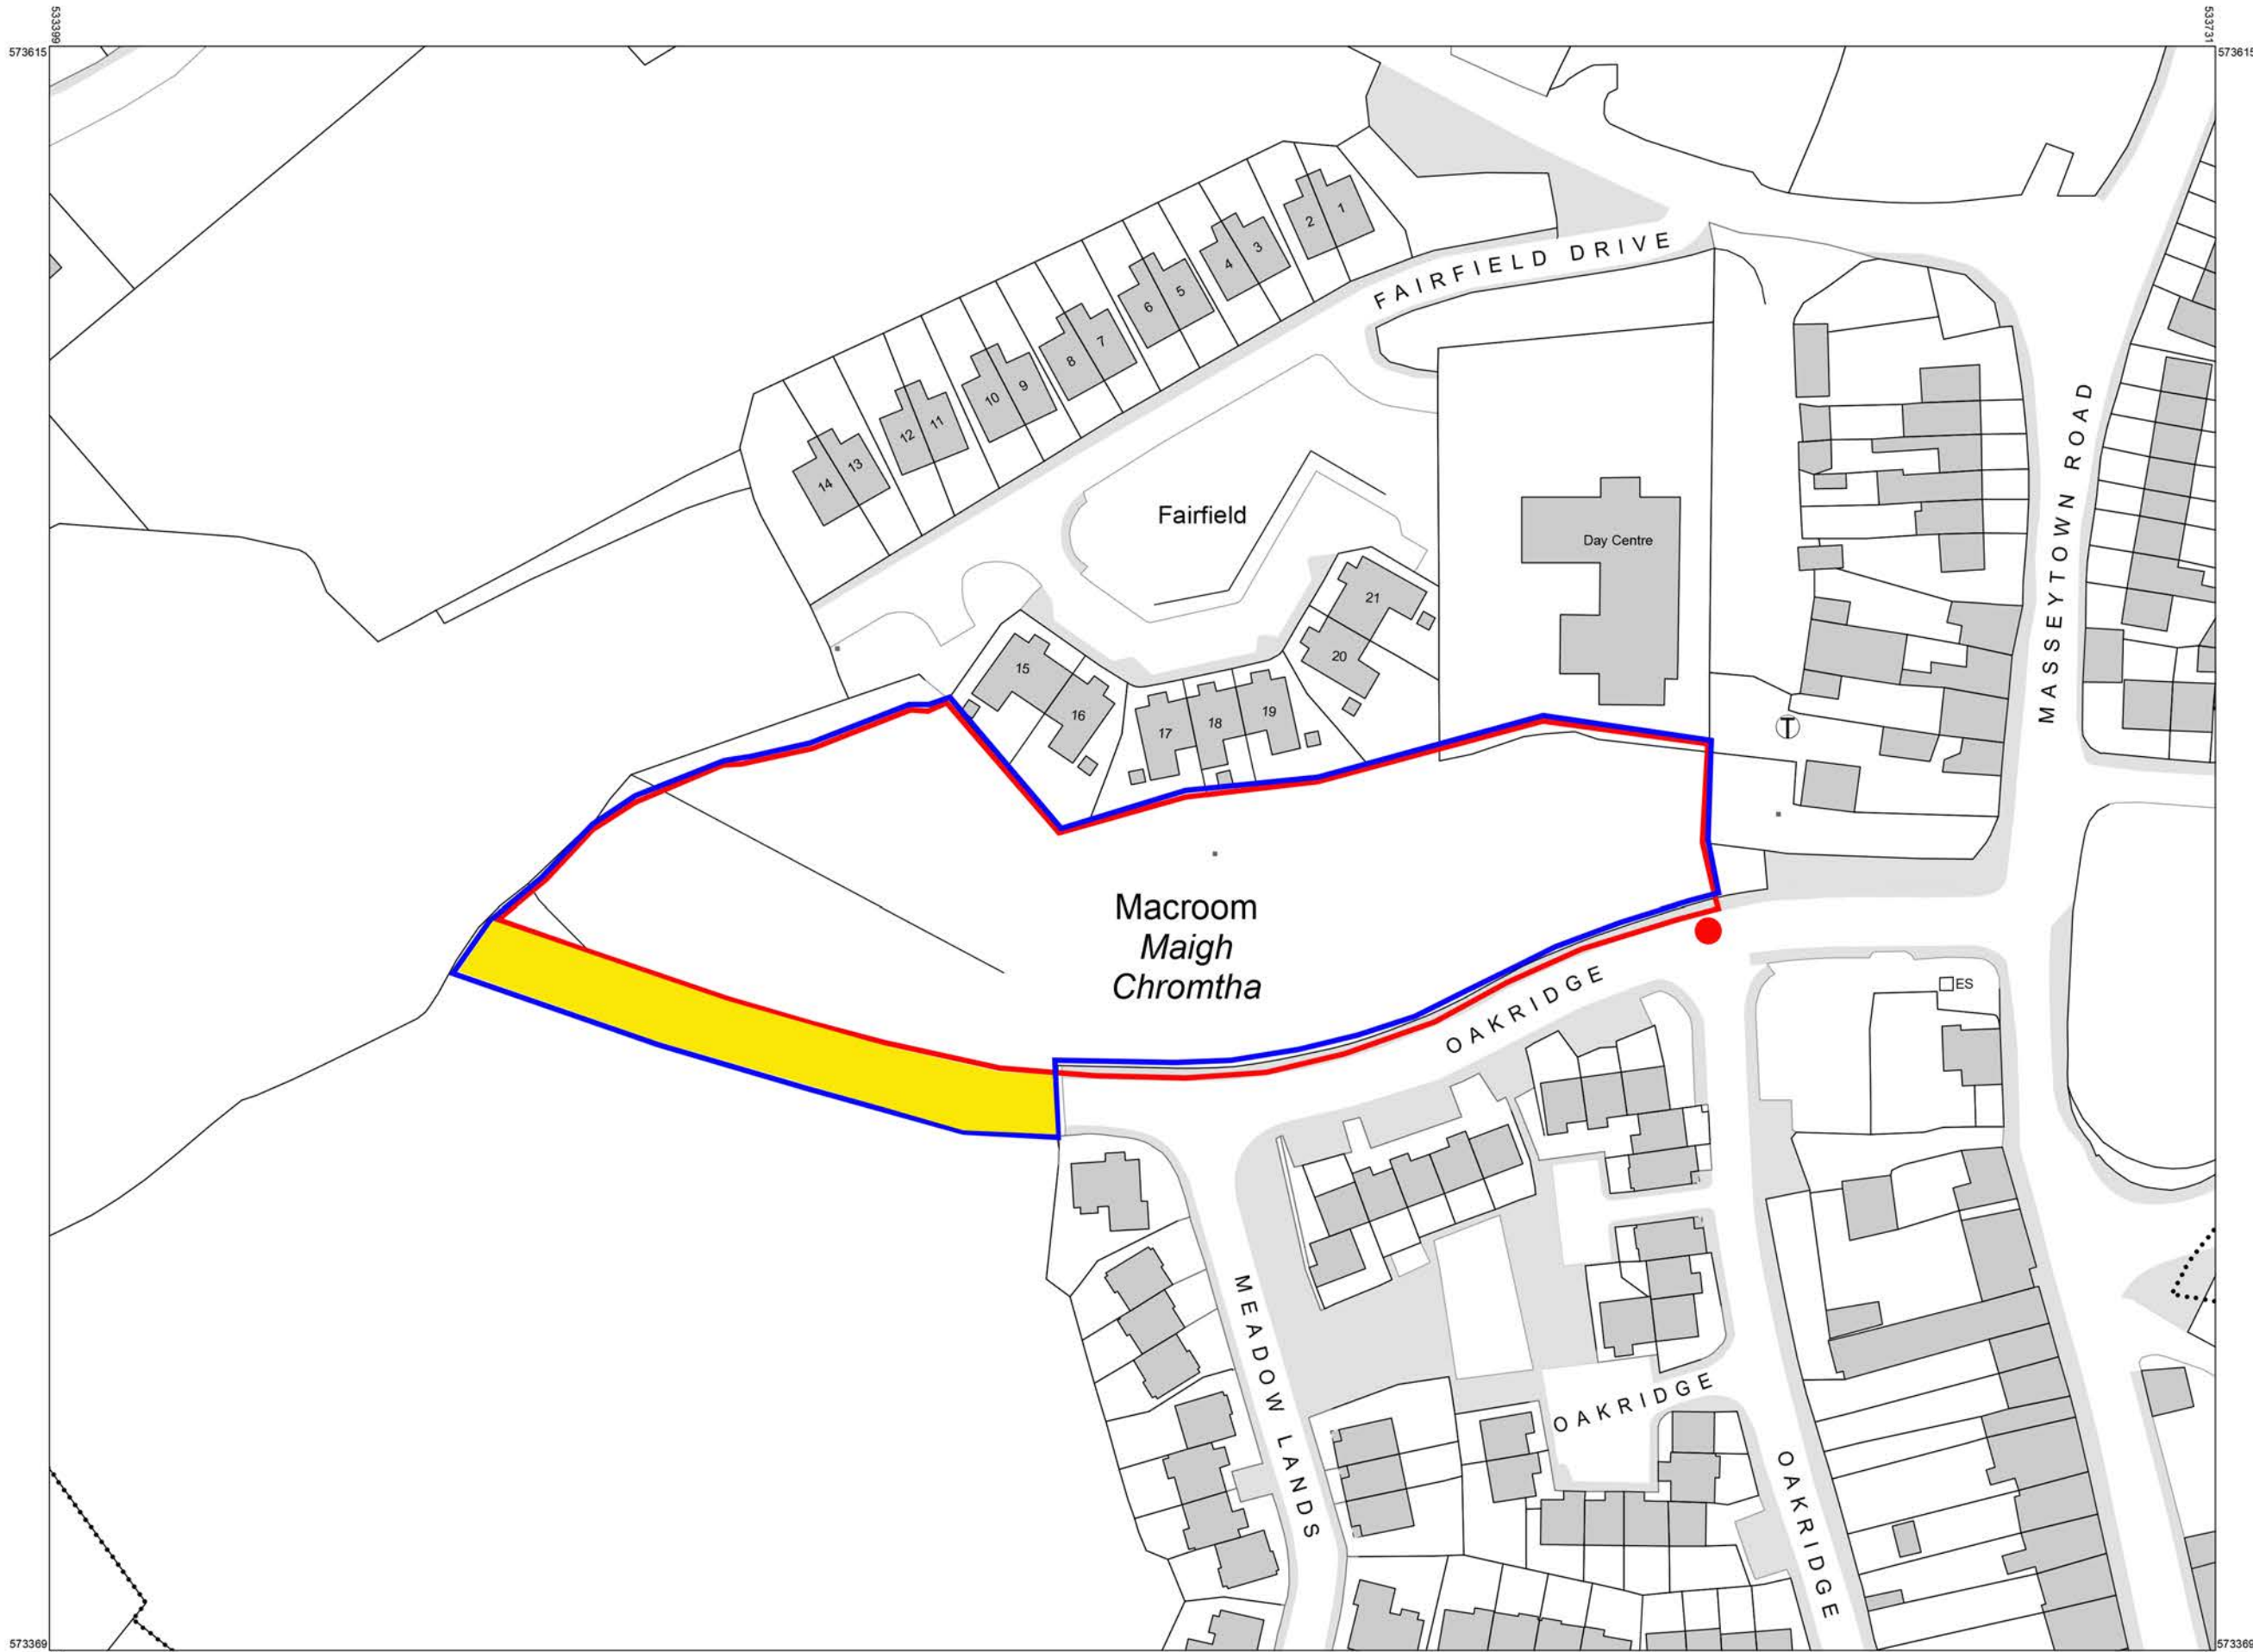 533399
533731
573615
573615
1
2
3
4
5
6
7
8
9
10
11
12
13
14
FAIRFIELD DRIVE
Fairfield
Day Centre
MASSEYTOWN ROAD
21
20
15
16
17
18
19
T
Macroom
Maigh
Chromtha
OAKRIDGE
ES
MEADOW LANDS
OAKRIDGE
OAKRIDGE
573369
573369